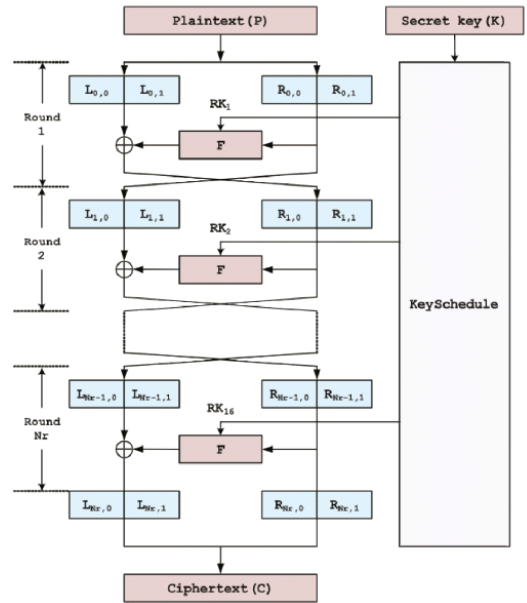 Plaintext(P)
Secret key(K)
L0,0 L0,1 R0,0 R0,1
RK1
Round
1
F
L1,0 L1,1 R1,0 R1,1
RK2
Round
2
F
KeySchedule
LNr-1,0 LNr-1,1 RNr-1,0 RNr-1,1
RK16
Round
Nr
F
LNr,0 LNr,1 RNr,0 RNr,1
Ciphertext(C)